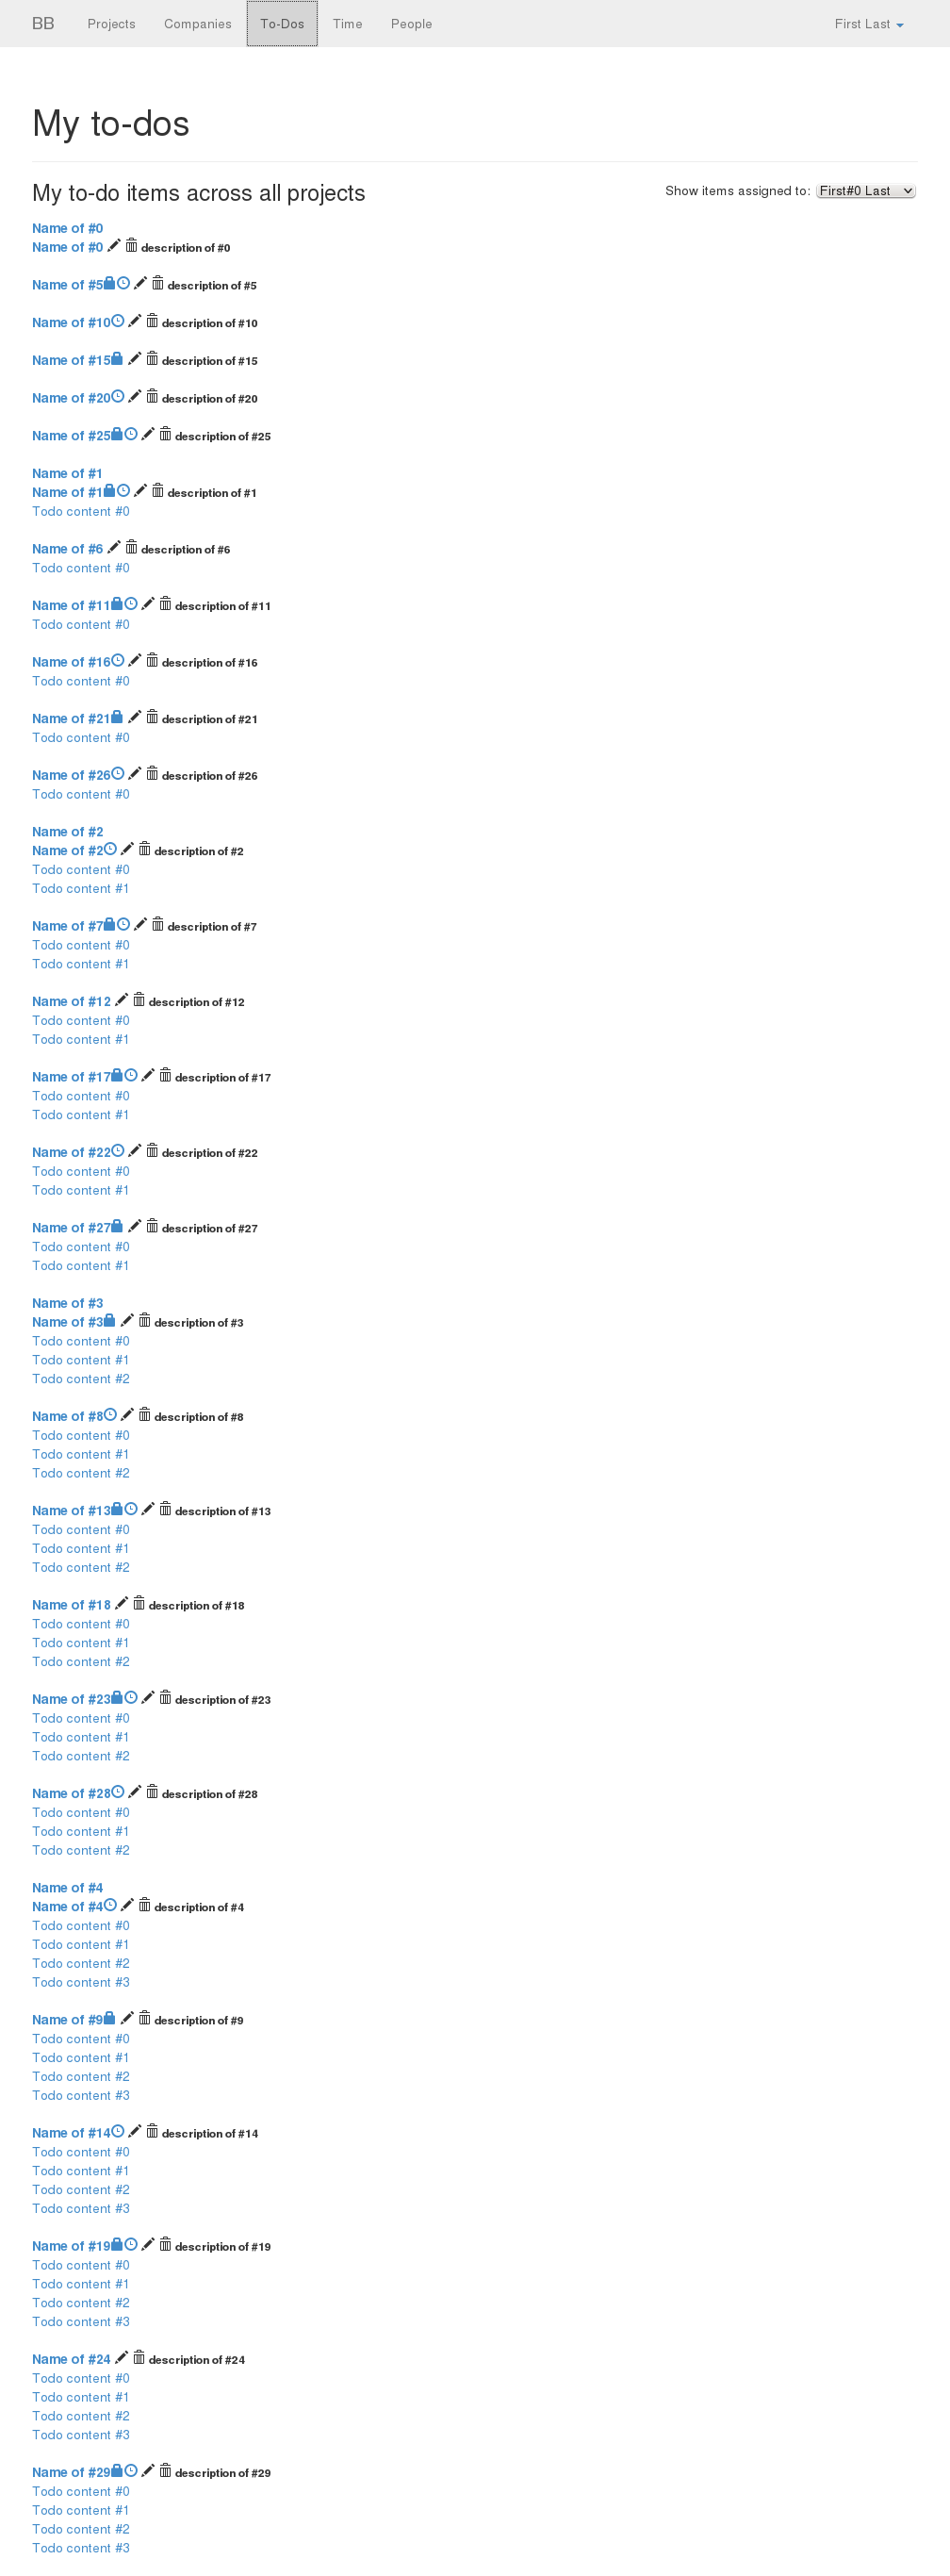 BB Projects Companies To-Dos Time People First Last
My to-dos
My to-do items across all projects Show items assigned to: First#0 Last
Name of #0
Name of #0 description of #0
Name of #5 description of #5
Name of #10 description of #10
Name of #15 description of #15
Name of #20 description of #20
Name of #25 description of #25
Name of #1
Name of #1 description of #1
Todo content #0
Name of #6 description of #6
Todo content #0
Name of #11 description of #11
Todo content #0
Name of #16 description of #16
Todo content #0
Name of #21 description of #21
Todo content #0
Name of #26 description of #26
Todo content #0
Name of #2
Name of #2 description of #2
Todo content #0
Todo content #1
Name of #7 description of #7
Todo content #0
Todo content #1
Name of #12 description of #12
Todo content #0
Todo content #1
Name of #17 description of #17
Todo content #0
Todo content #1
Name of #22 description of #22
Todo content #0
Todo content #1
Name of #27 description of #27
Todo content #0
Todo content #1
Name of #3
Name of #3 description of #3
Todo content #0
Todo content #1
Todo content #2
Name of #8 description of #8
Todo content #0
Todo content #1
Todo content #2
Name of #13 description of #13
Todo content #0
Todo content #1
Todo content #2
Name of #18 description of #18
Todo content #0
Todo content #1
Todo content #2
Name of #23 description of #23
Todo content #0
Todo content #1
Todo content #2
Name of #28 description of #28
Todo content #0
Todo content #1
Todo content #2
Name of #4
Name of #4 description of #4
Todo content #0
Todo content #1
Todo content #2
Todo content #3
Name of #9 description of #9
Todo content #0
Todo content #1
Todo content #2
Todo content #3
Name of #14 description of #14
Todo content #0
Todo content #1
Todo content #2
Todo content #3
Name of #19 description of #19
Todo content #0
Todo content #1
Todo content #2
Todo content #3
Name of #24 description of #24
Todo content #0
Todo content #1
Todo content #2
Todo content #3
Name of #29 description of #29
Todo content #0
Todo content #1
Todo content #2
Todo content #3